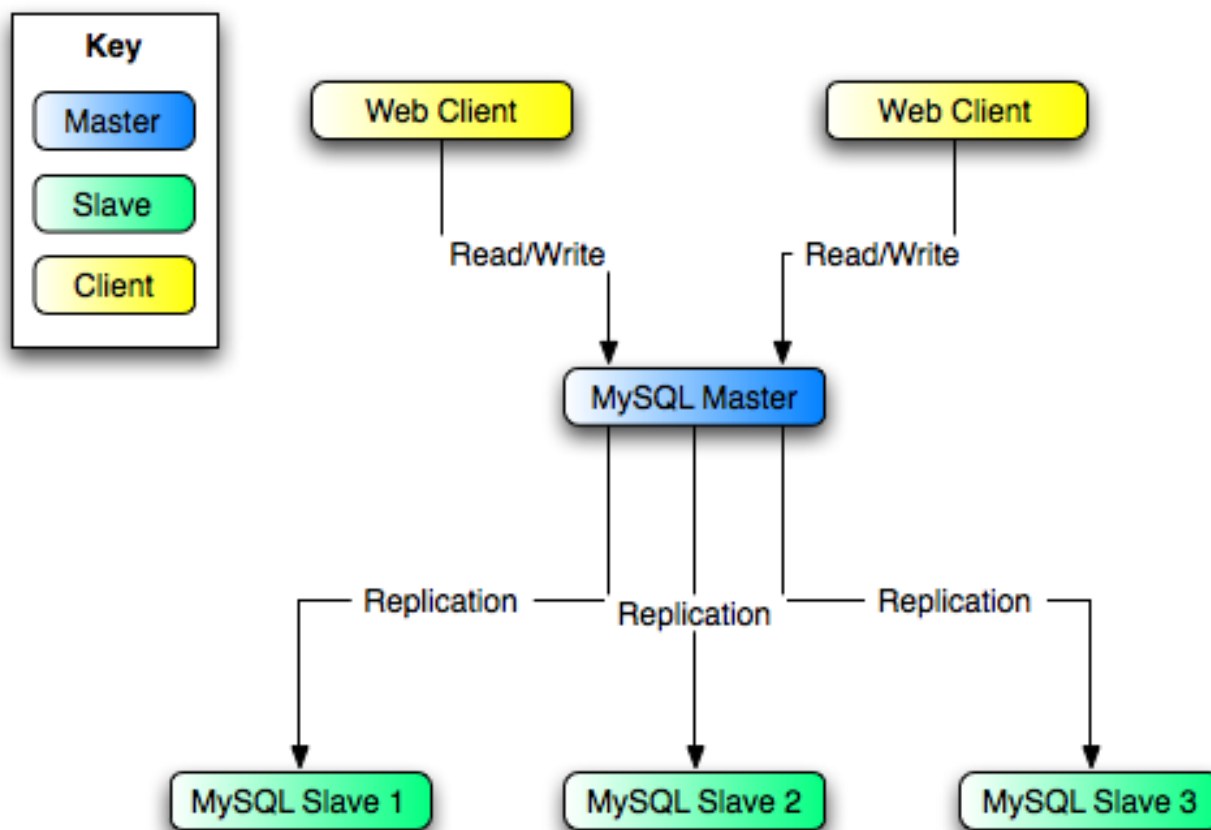 Key
Master
Slave
Client
Web Client
Web Client
Read/Write
Read/Write
MySQL Master
Replication
Replication
Replication
MySQL Slave 1
MySQL Slave 2
MySQL Slave 3